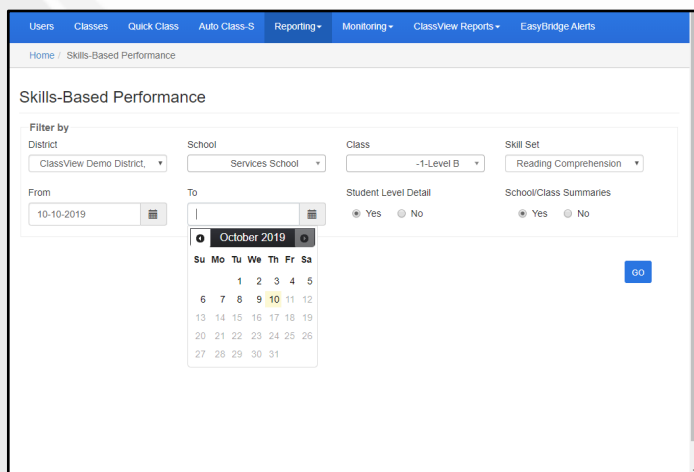 Users Classes Quick Class Auto Class-S Reporting Monitoring ClassView Reports EasyBridge Alerts
Home / Skills-Based Performance
Skills-Based Performance
Filter by
District School Class Skill Set
ClassView Demo District, Services School -1-Level B Reading Comprehension
From To Student Level Detail School/Class Summaries
10-10-2019 Yes No Yes No
October 2019
Su Mo Tu We Th Fr Sa
1 2 3 4 5
GO
6 7 8 9 10 11 12
13 14 15 16 17 18 19
20 21 22 23 24 25 26
27 28 29 30 31